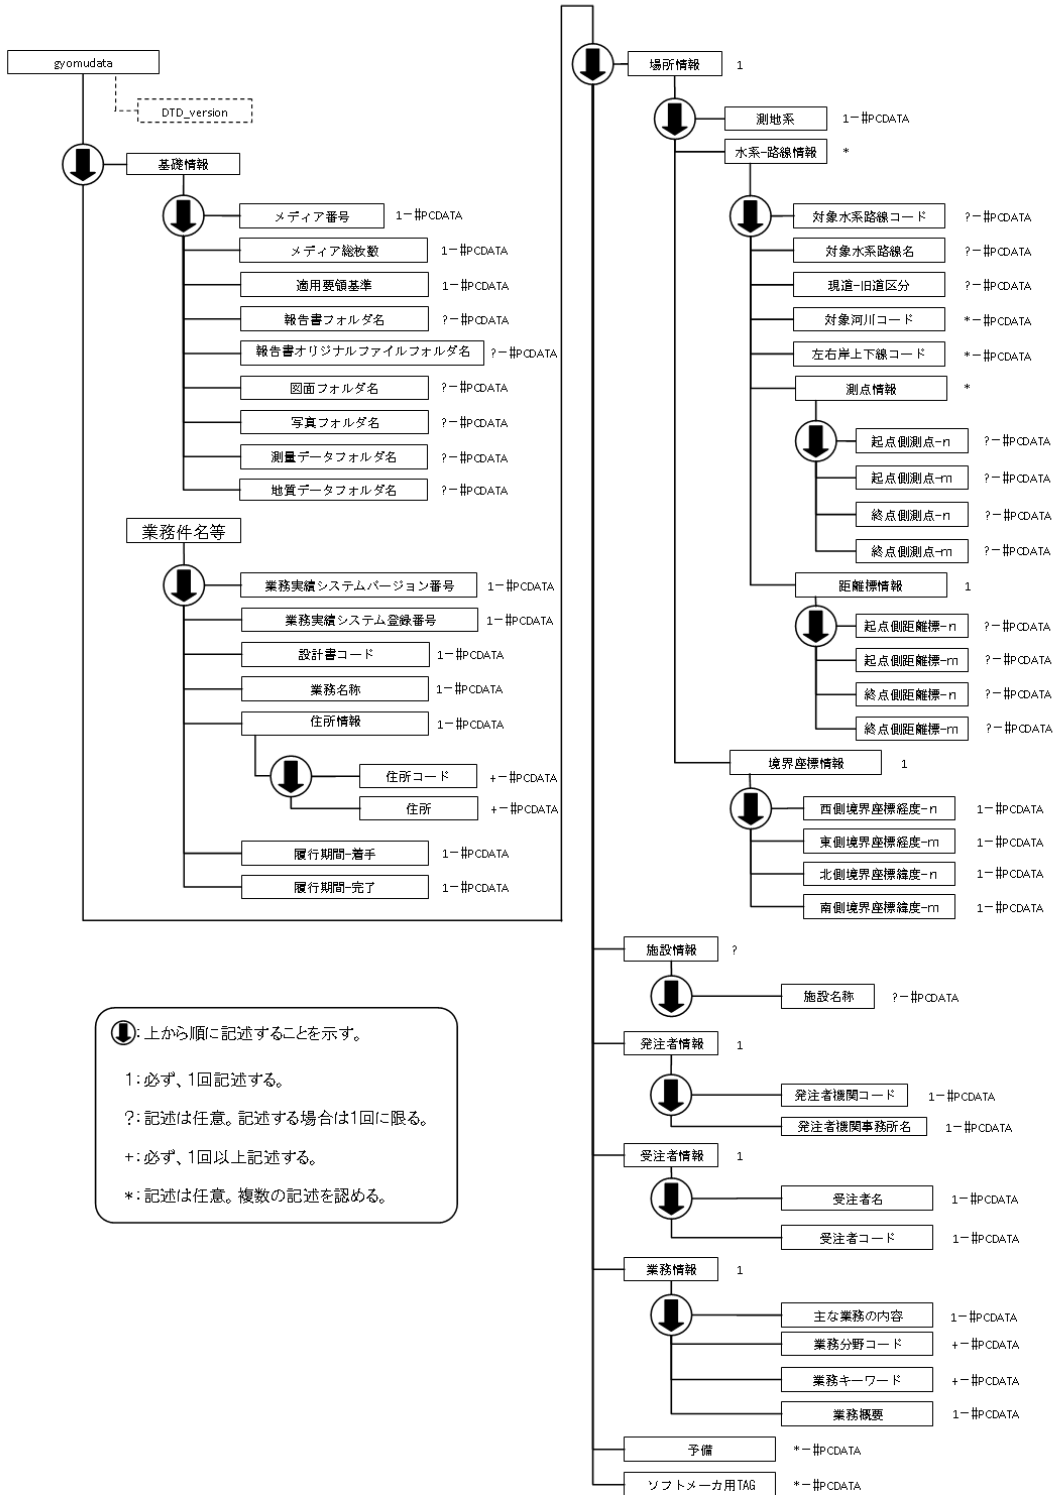 gyomudata
DTD_version
基礎情報
メディア番号 1-#PCDATA
メディア総枚数 1-#PCDATA
適用要領基準 1-#PCDATA
報告書フォルダ名 ?-#PCDATA
報告書オリジナルファイルフォルダ名 ?-#PCDATA
図面フォルダ名 ?-#PCDATA
写真フォルダ名 ?-#PCDATA
測量データフォルダ名 ?-#PCDATA
地質データフォルダ名 ?-#PCDATA
業務件名等
業務実績システムバージョン番号 1-#PCDATA
業務実績システム登録番号 1-#PCDATA
設計書コード 1-#PCDATA
業務名称 1-#PCDATA
住所情報 1-#PCDATA
住所コード +-#PCDATA
住所 +-#PCDATA
履行期間-着手 1-#PCDATA
履行期間-完了 1-#PCDATA
:上から順に記述することを示す。
1:必ず、1回記述する。
?:記述は任意。記述する場合は1回に限る。
+:必ず、1回以上記述する。
*:記述は任意。複数の記述を認める。
場所情報 1
測地系 1-#PCDATA
水系-路線情報 *
対象水系路線コード ?-#PCDATA
対象水系路線名 ?-#PCDATA
現道-旧道区分 ?-#PCDATA
対象河川コード *-#PCDATA
左右岸上下線コード *-#PCDATA
測点情報 *
起点側測点-n ?-#PCDATA
起点側測点-m ?-#PCDATA
終点側測点-n ?-#PCDATA
終点側測点-m ?-#PCDATA
距離標情報 1
起点側距離標-n ?-#PCDATA
起点側距離標-m ?-#PCDATA
終点側距離標-n ?-#PCDATA
終点側距離標-m ?-#PCDATA
境界座標情報 1
西側境界座標経度-n 1-#PCDATA
東側境界座標経度-m 1-#PCDATA
北側境界座標緯度-n 1-#PCDATA
南側境界座標緯度-m 1-#PCDATA
施設情報 ?
施設名称 ?-#PCDATA
発注者情報 1
発注者機関コード 1-#PCDATA
発注者機関事務所名 1-#PCDATA
受注者情報 1
受注者名 1-#PCDATA
受注者コード 1-#PCDATA
業務情報 1
主な業務の内容 1-#PCDATA
業務分野コード +-#PCDATA
業務キーワード +-#PCDATA
業務概要 1-#PCDATA
予備 *-#PCDATA
ソフトメーカ用TAG *-#PCDATA